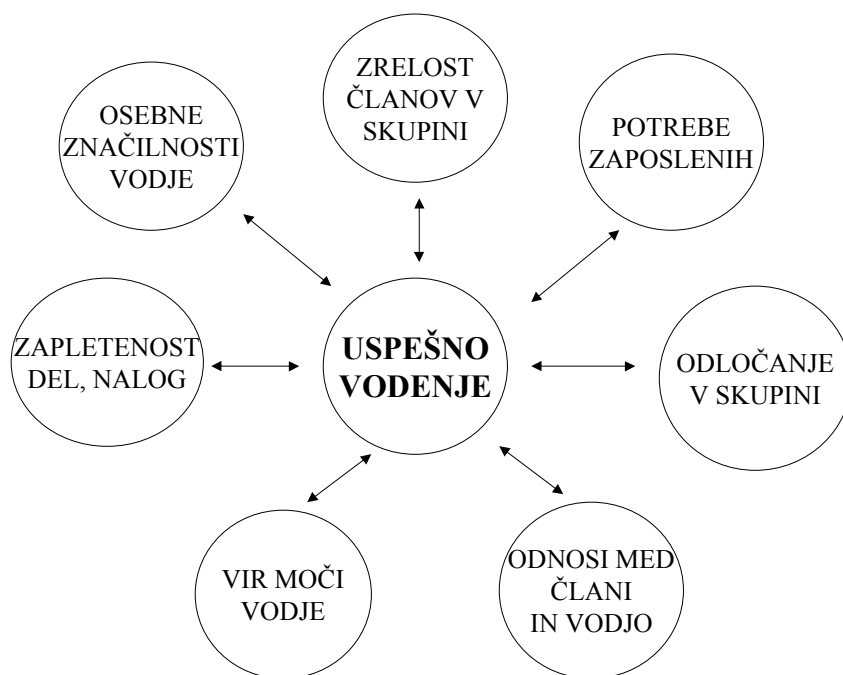 ZRELOST
ČLANOV V
SKUPINI
OSEBNE
ZNAČILNOSTI
VODJE
POTREBE
ZAPOSLENIH
ZAPLETENOST
DEL, NALOG
USPEŠNO
VODENJE
ODLOČANJE
V SKUPINI
VIR MOČI
VODJE
ODNOSI MED
ČLANI
IN VODJO